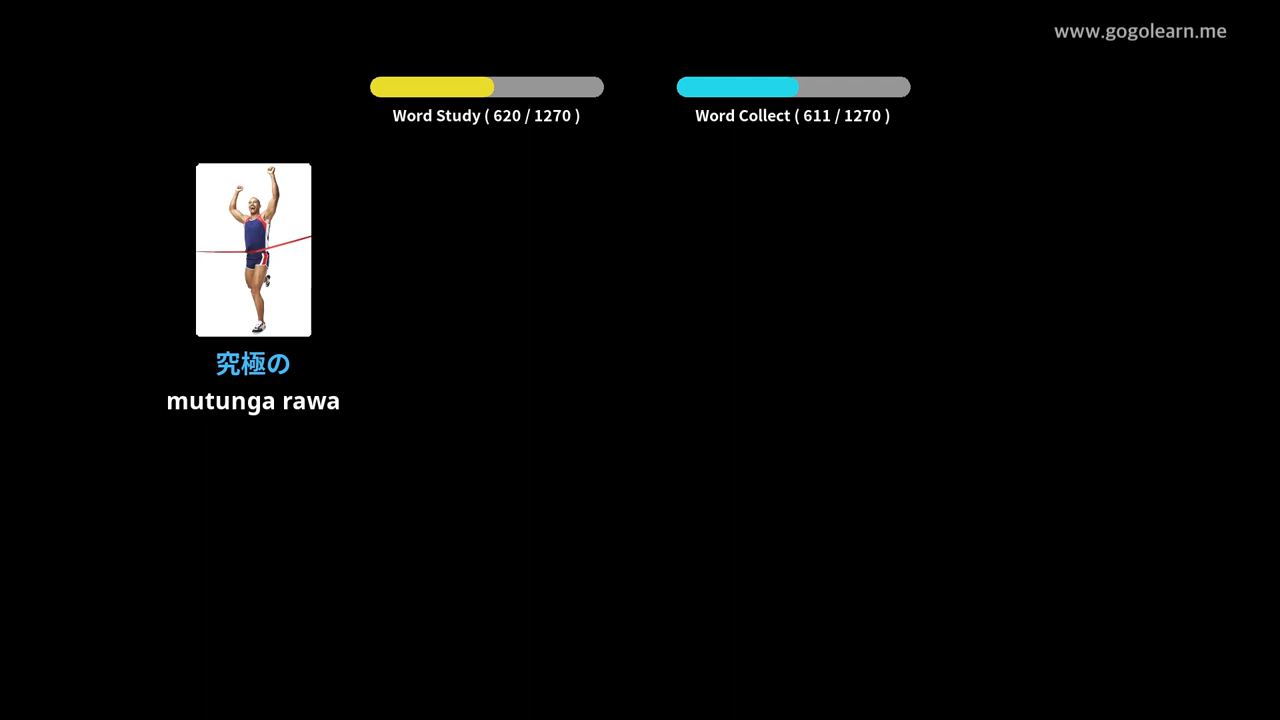 www.gogolearn.me
Word Study ( 620 / 1270 )
Word Collect ( 611 / 1270 )
究極の
mutunga rawa